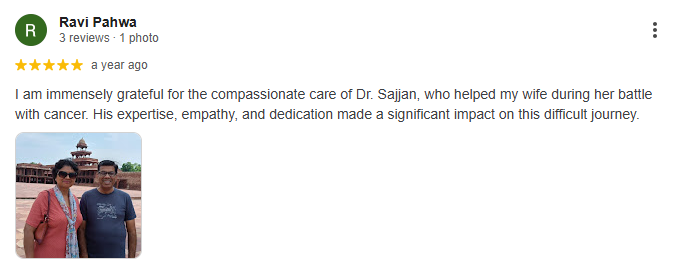 R
Ravi Pahwa
3 reviews · 1 photo
a year ago
I am immensely grateful for the compassionate care of Dr. Sajjan, who helped my wife during her battle
with cancer. His expertise, empathy, and dedication made a significant impact on this difficult journey.